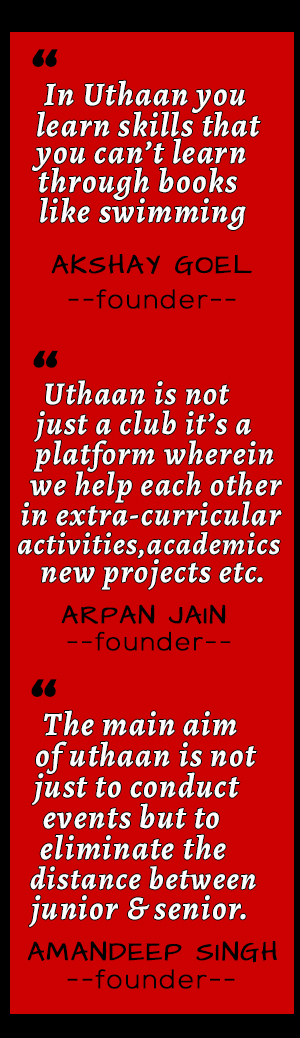 “
In Uthaan you
learn skills that
you can’t learn
through books
like swimming
AKSHAY GOEL
--founder--
“
Uthaan is not
just a club it’s a
platform wherein
we help each other
in extra-curricular
activities,academics
new projects etc.
ARPAN JAIN
--founder--
“
The main aim
of uthaan is not
just to conduct
events but to
eliminate the
distance between
junior & senior.
AMANDEEP SINGH
--founder--